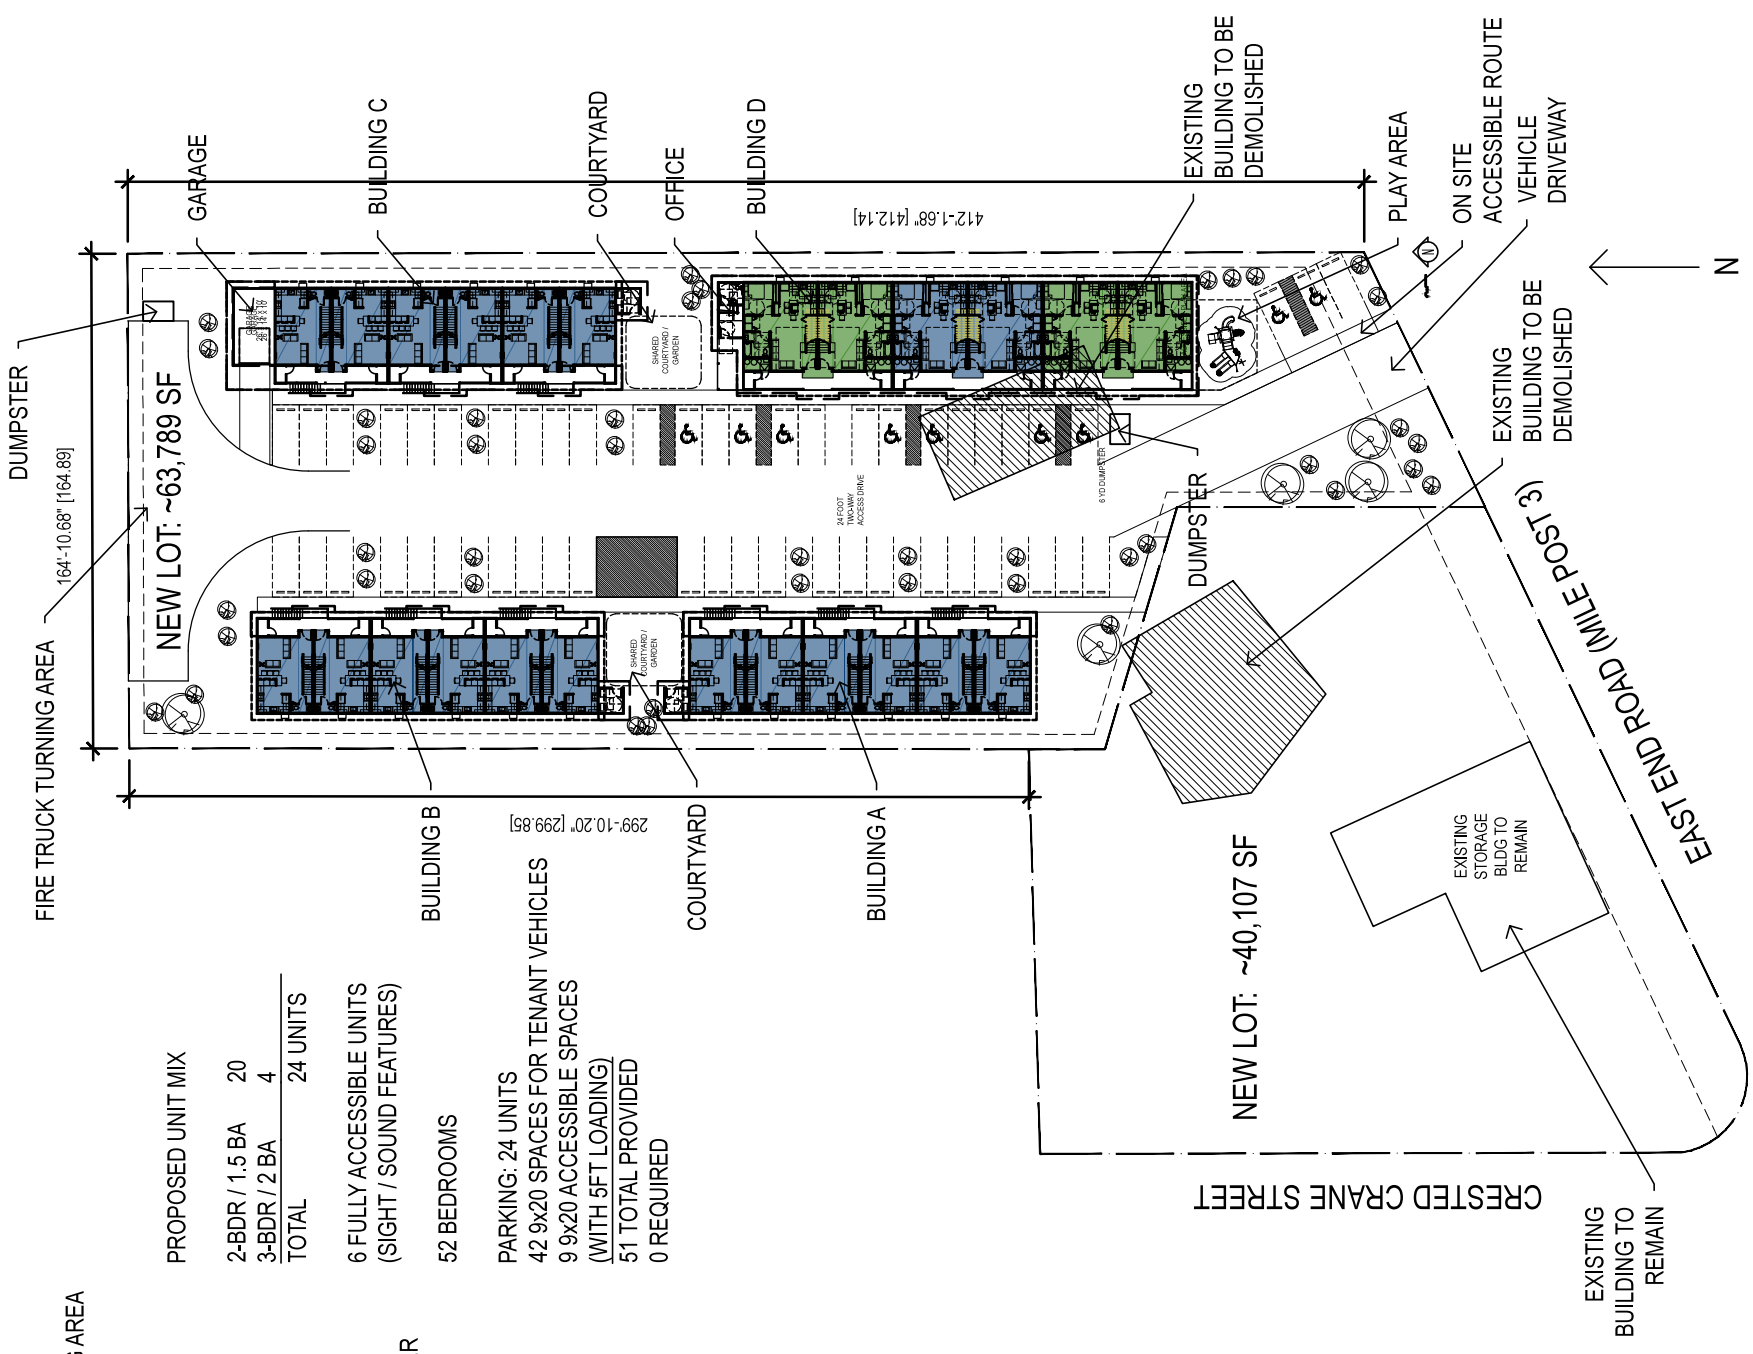 DUMPSTER
FIRE TRUCK TURNING AREA
164'-10.68" [164.89]
NEW LOT: ~63,789 SF
GARAGE
BUILDING C
COURTYARD
OFFICE
BUILDING D
412'-1.68" [412.14]
EXISTING
BUILDING TO BE
DEMOLISHED
PLAY AREA
ON SITE
ACCESSIBLE ROUTE
VEHICLE
DRIVEWAY
N
N
SHARED
COURTYARD /
GARDEN
24 FOOT
TWO-WAY
ACCESS DRIVE
6 YD DUMPSTER
DUMPSTER
EXISTING
BUILDING TO BE
DEMOLISHED
SHARED
COURTYARD /
GARDEN
BUILDING B
299'-10.20" [299.85]
COURTYARD
BUILDING A
EAST END ROAD (MILE POST 3)
EXISTING
STORAGE
BLDG TO
REMAIN
NEW LOT: ~40,107 SF
CRESTED CRANE STREET
EXISTING
BUILDING TO
REMAIN
PROPOSED UNIT MIX
2-BDR / 1.5 BA 20
3-BDR / 2 BA 4
TOTAL 24 UNITS
6 FULLY ACCESSIBLE UNITS
(SIGHT / SOUND FEATURES)
52 BEDROOMS
PARKING: 24 UNITS
42 9x20 SPACES FOR TENANT VEHICLES
9 9x20 ACCESSIBLE SPACES
(WITH 5FT LOADING)
51 TOTAL PROVIDED
0 REQUIRED
AREA